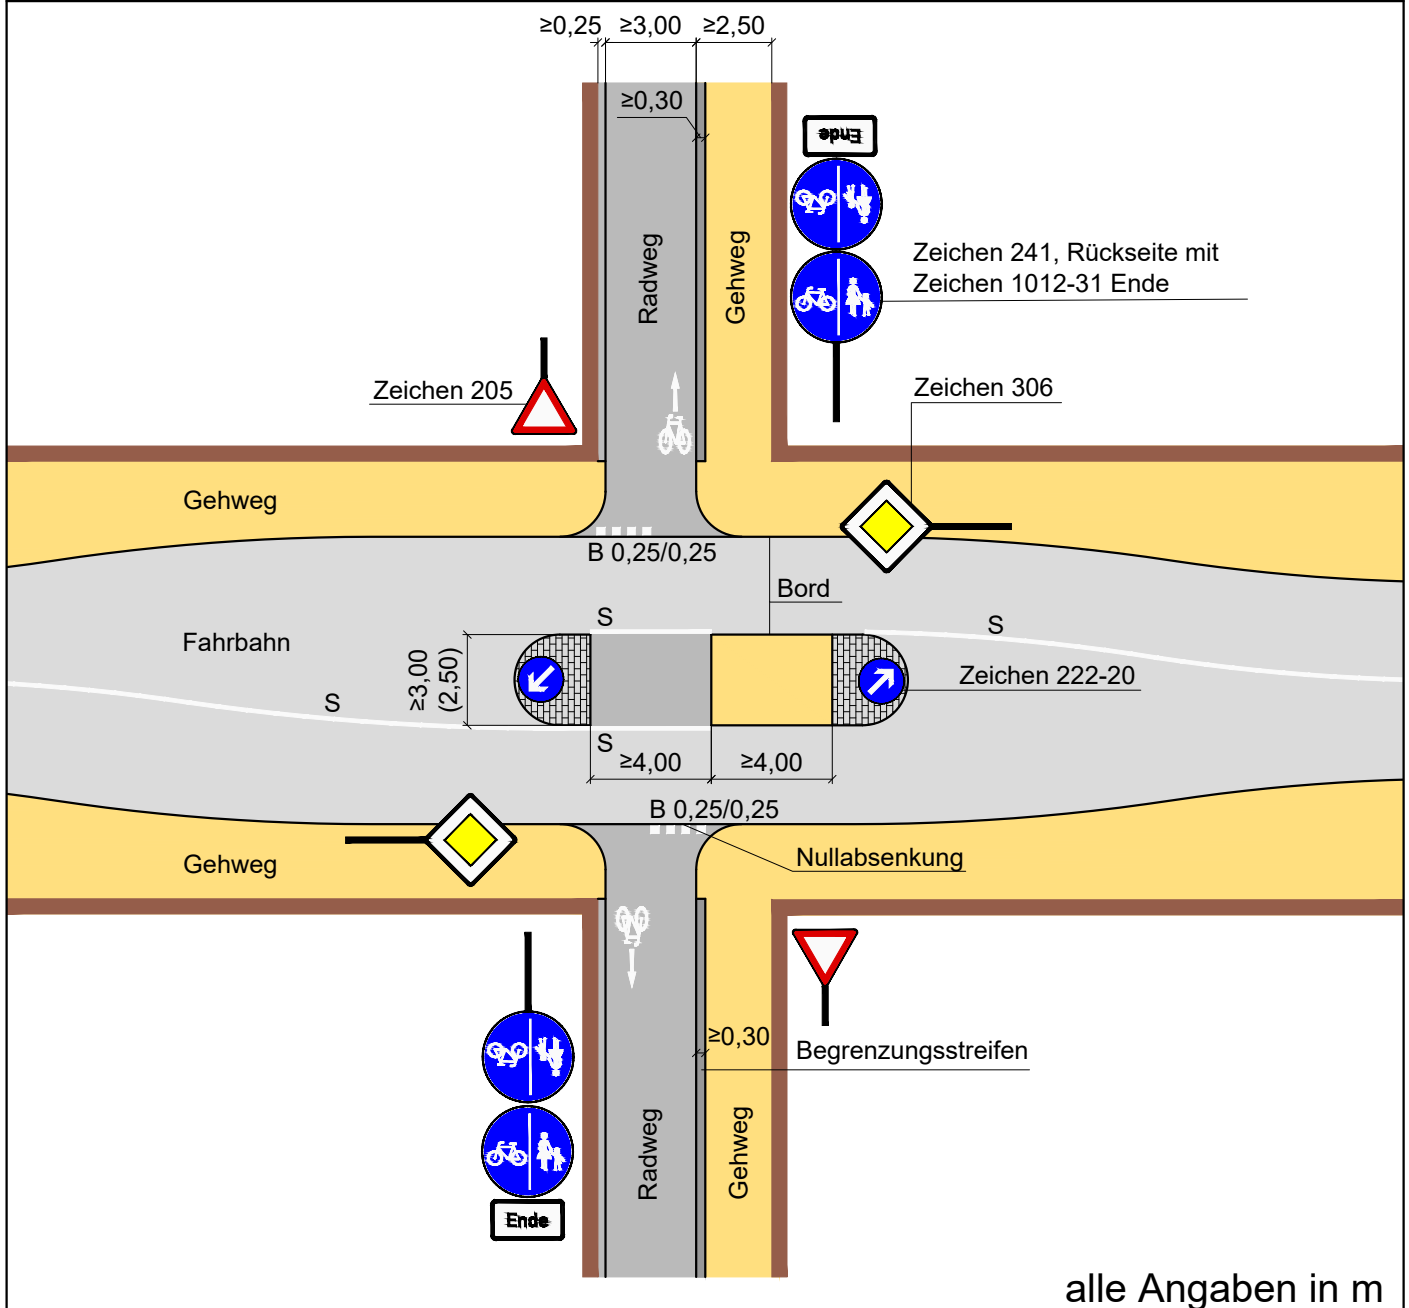 ≥0,25 ≥3,00 ≥2,50
≥0,30
Ende
Radweg
Gehweg
Zeichen 241, Rückseite mit
Zeichen 1012-31 Ende
Zeichen 205
Zeichen 306
Gehweg
B 0,25/0,25
Bord
S
S
Fahrbahn
≥3,00
(2,50)
Zeichen 222-20
S
S
≥4,00
≥4,00
B 0,25/0,25
Gehweg
Nullabsenkung
≥0,30
Begrenzungsstreifen
Radweg
Gehweg
Ende
alle Angaben in m